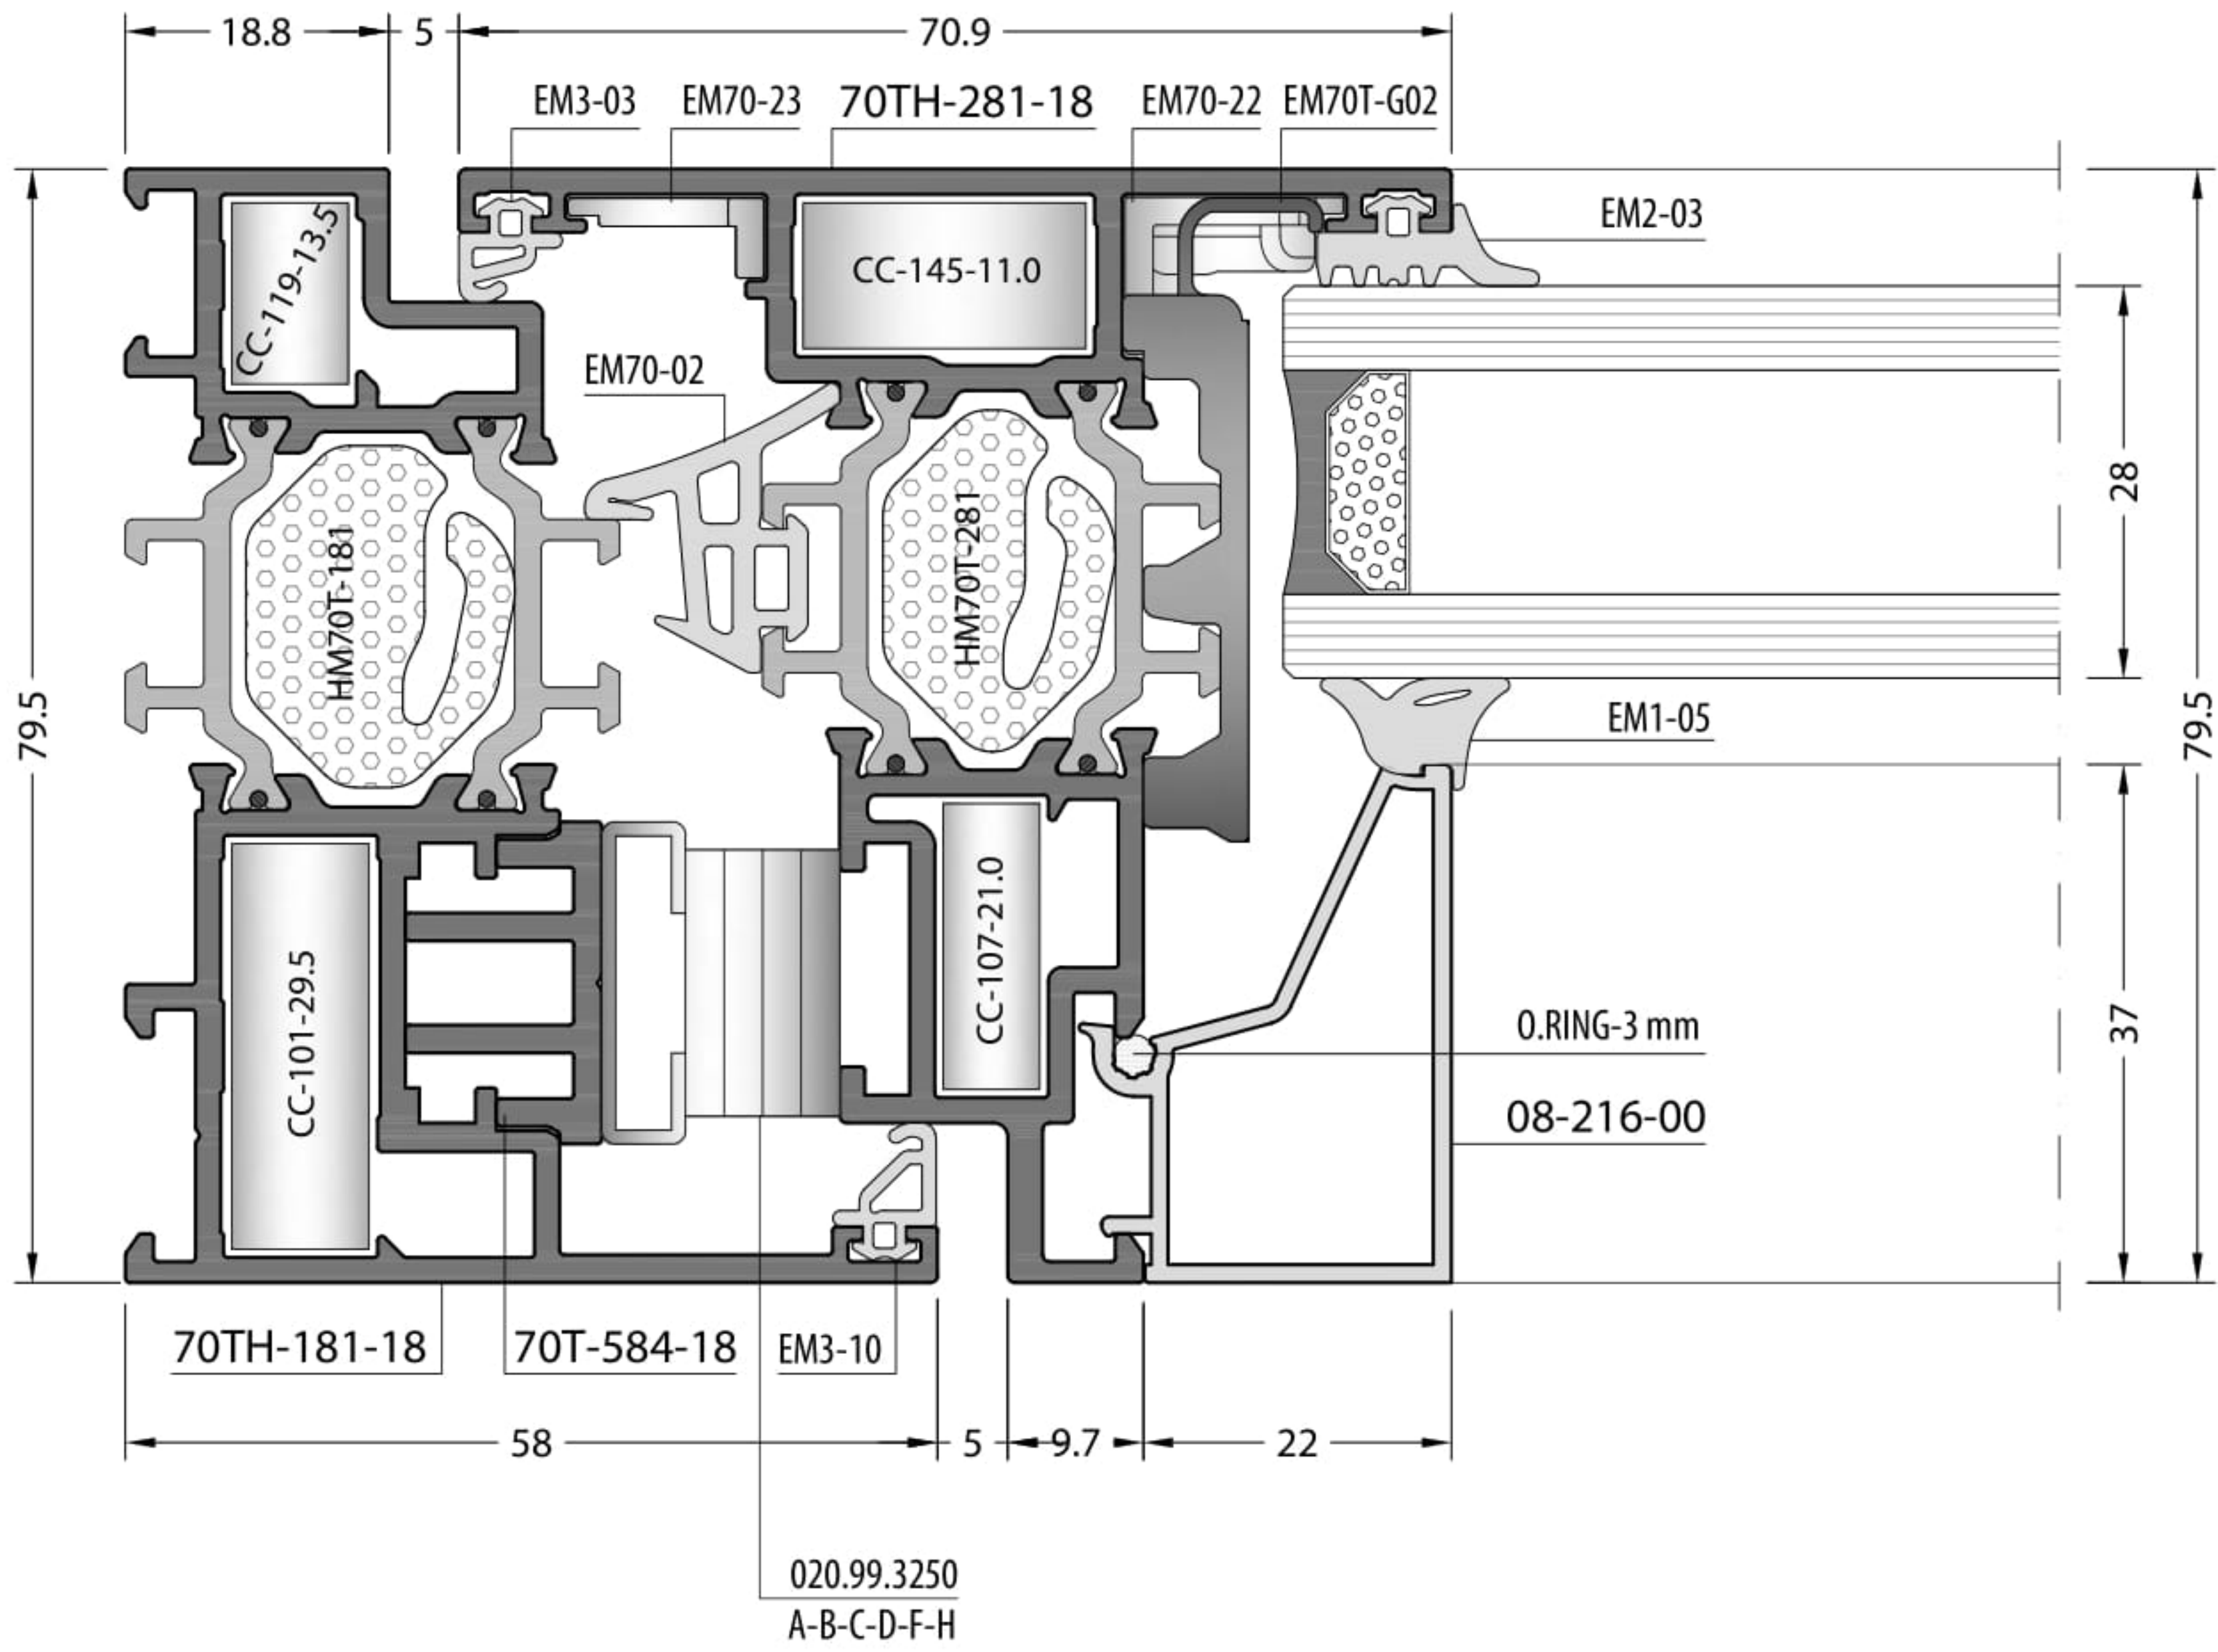 18.8
5
70.9
EM3-03
EM70-23
70TH-281-18
EM70-22
EM70T-G02
EM2-03
CC-119-13.5
CC-145-11.0
EM70-02
28
HM70T-181
HM70T-281
79.5
EM1-05
79.5
CC-101-29.5
CC-107-21.0
O.RING-3 mm
37
08-216-00
70TH-181-18
70T-584-18
EM3-10
58
5
9.7
22
020.99.3250
A-B-C-D-F-H